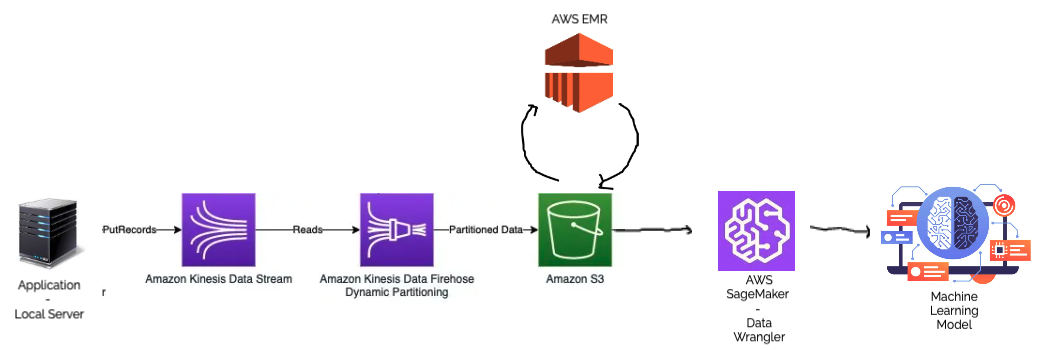 AWS EMR
PutRecords
Reads
Partitioned Data
Application
-
Local Server
r
Amazon Kinesis Data Stream
Amazon Kinesis Data Firehose
Dynamic Partitioning
Amazon S3
AWS
SageMaker
-
Data
Wrangler
Machine
Learning
Model